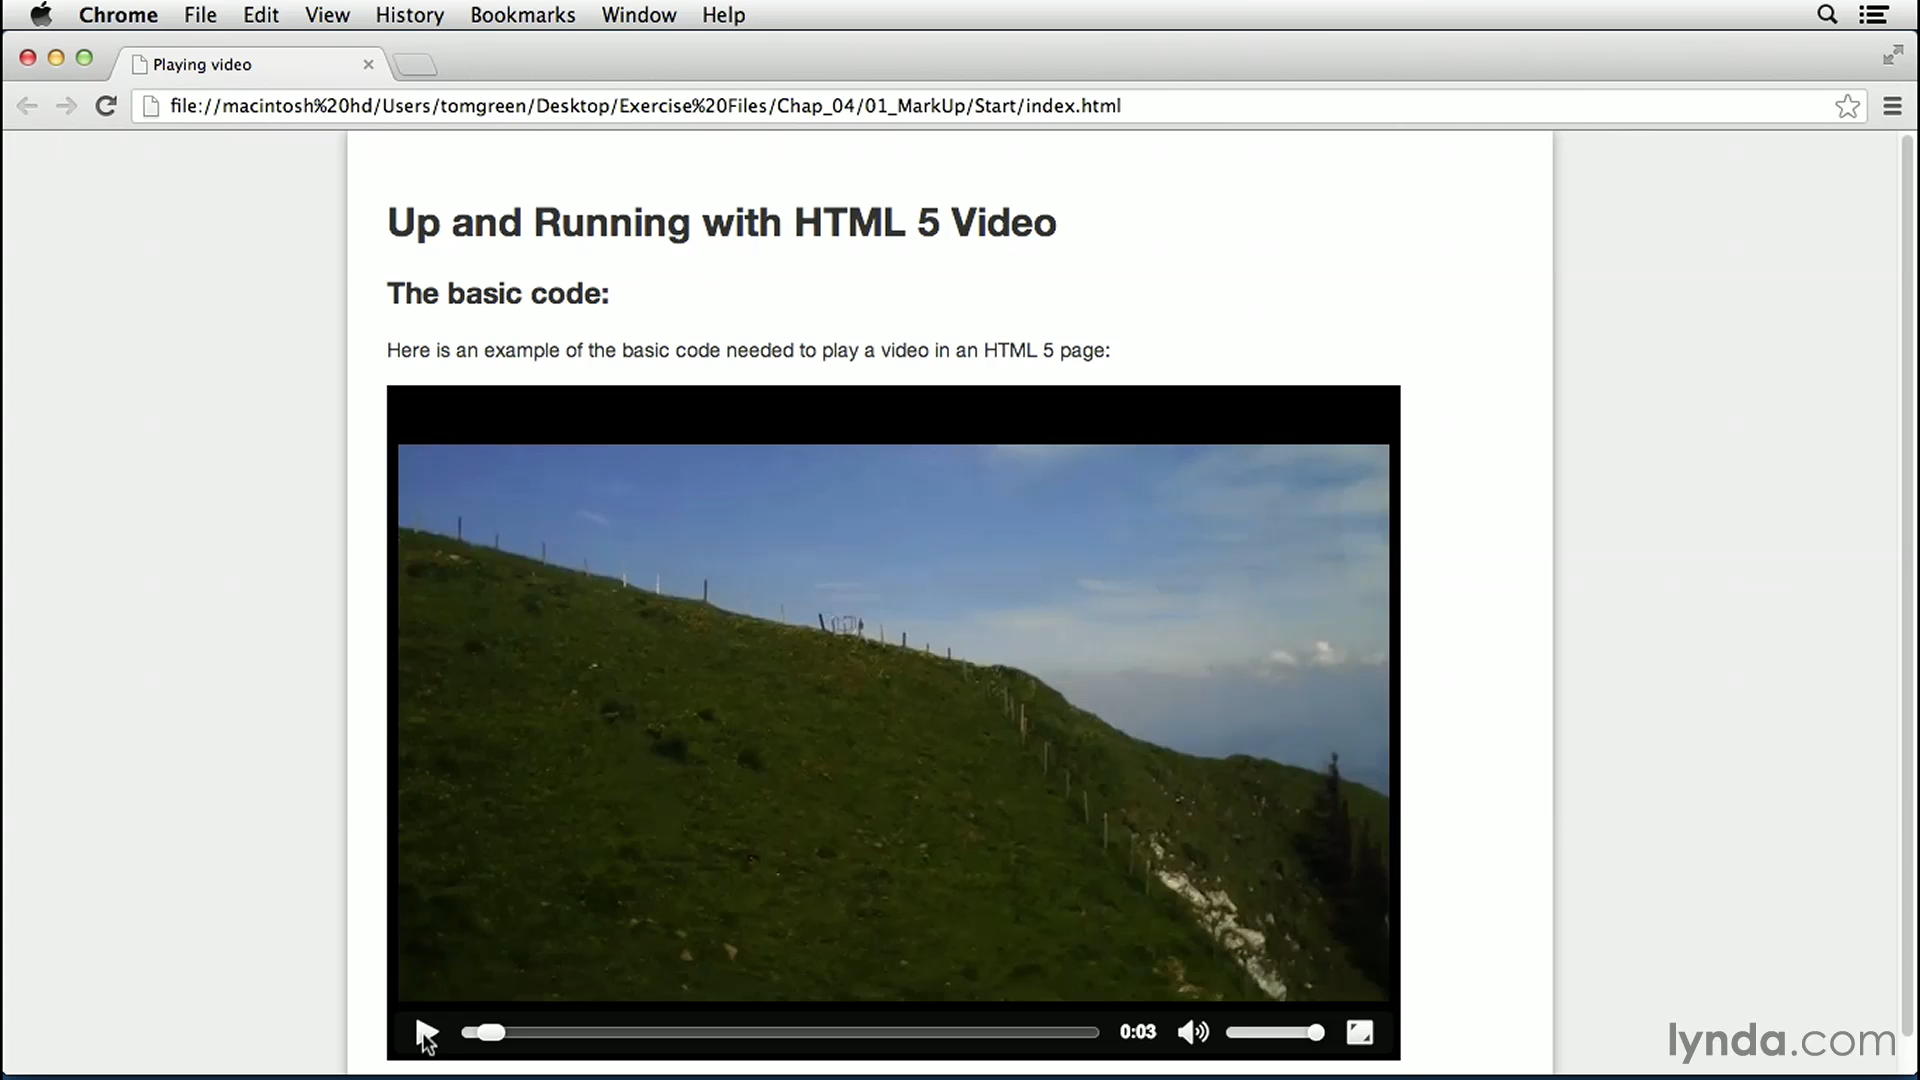 Chrome File Edit View History Bookmarks Window Help
Playing video
file://macintosh%20hd/Users/tomgreen/Desktop/Exercise%20Files/Chap_04/01_MarkUp/Start/index.html
Up and Running with HTML 5 Video
The basic code:
Here is an example of the basic code needed to play a video in an HTML 5 page:
0:03
lynda.com